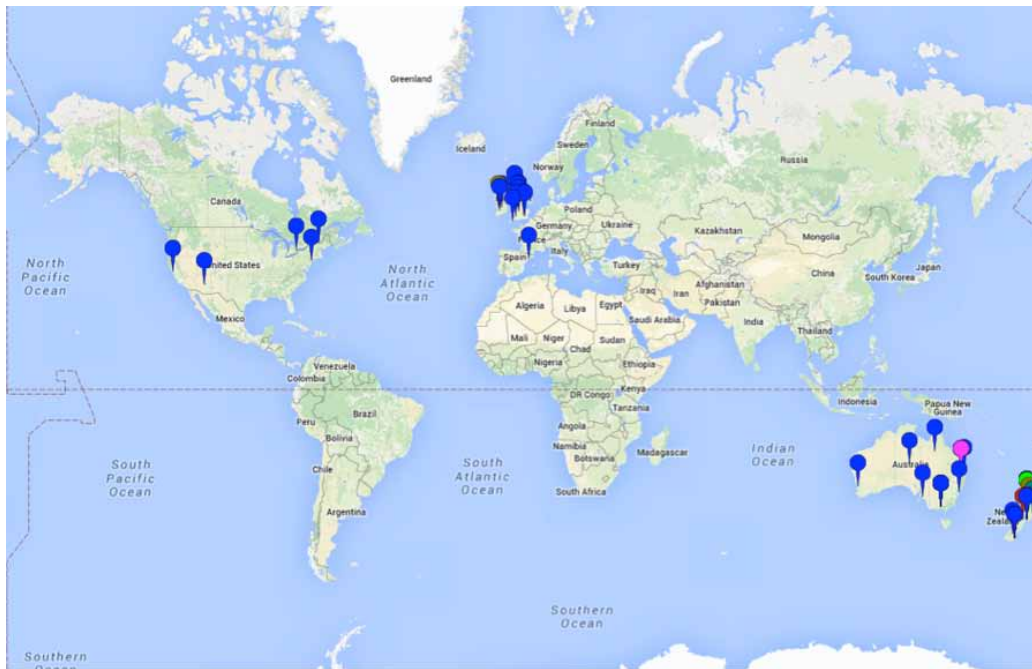 Greenland
Iceland
Finland
Sweden
Norway
Russia
Canada
Poland
Germany
Ukraine
Kazakhstan
Mongolia
Italy
Spain
Turkey
United States
North
Pacific
Ocean
North
Atlantic
Ocean
China
South Korea
Japan
Afghanistan
Iraq
Iran
Pakistan
Algeria
Libya
Egypt
Saudi Arabia
India
Mexico
Mali
Niger
Chad
Sudan
Thailand
Nigeria
Ethiopia
Venezuela
Colombia
Kenya
DR Congo
Tanzania
Indonesia
Papua New
Guinea
Brazil
Peru
Bolivia
Angola
Namibia
Botswana
Madagascar
Indian
Ocean
South
Pacific
Ocean
South
Atlantic
Ocean
Chile
South Africa
Argentina
Australia
Southern
Ocean
Southern
Ocean